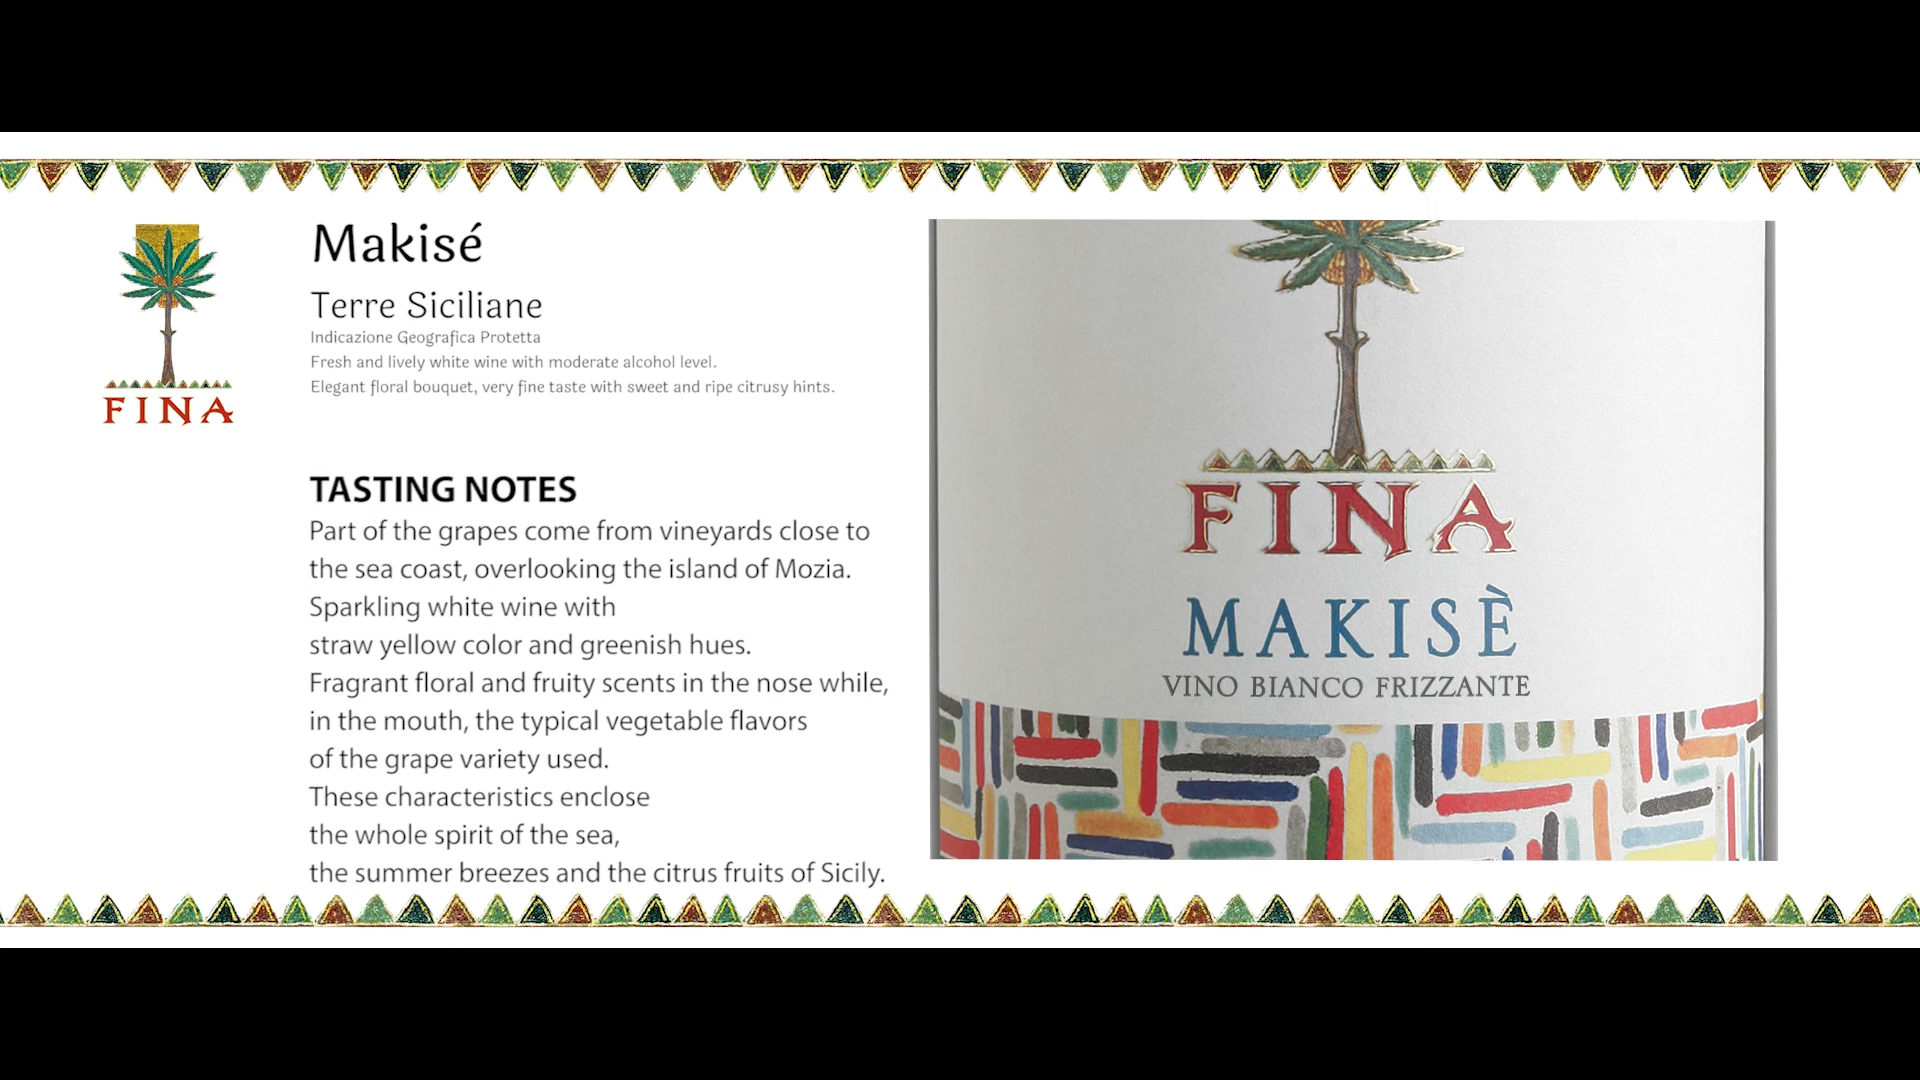 FINA
Makisé
Terre Siciliane
Indicazione Geografica Protetta
Fresh and lively white wine with moderate alcohol level.
Elegant floral bouquet, very fine taste with sweet and ripe citrusy hints.
TASTING NOTES
Part of the grapes come from vineyards close to
the sea coast, overlooking the island of Mozia.
Sparkling white wine with
straw yellow color and greenish hues.
Fragrant floral and fruity scents in the nose while,
in the mouth, the typical vegetable flavors
of the grape variety used.
These characteristics enclose
the whole spirit of the sea,
the summer breezes and the citrus fruits of Sicily.
FINA
MAKISÈ
VINO BIANCO FRIZZANTE